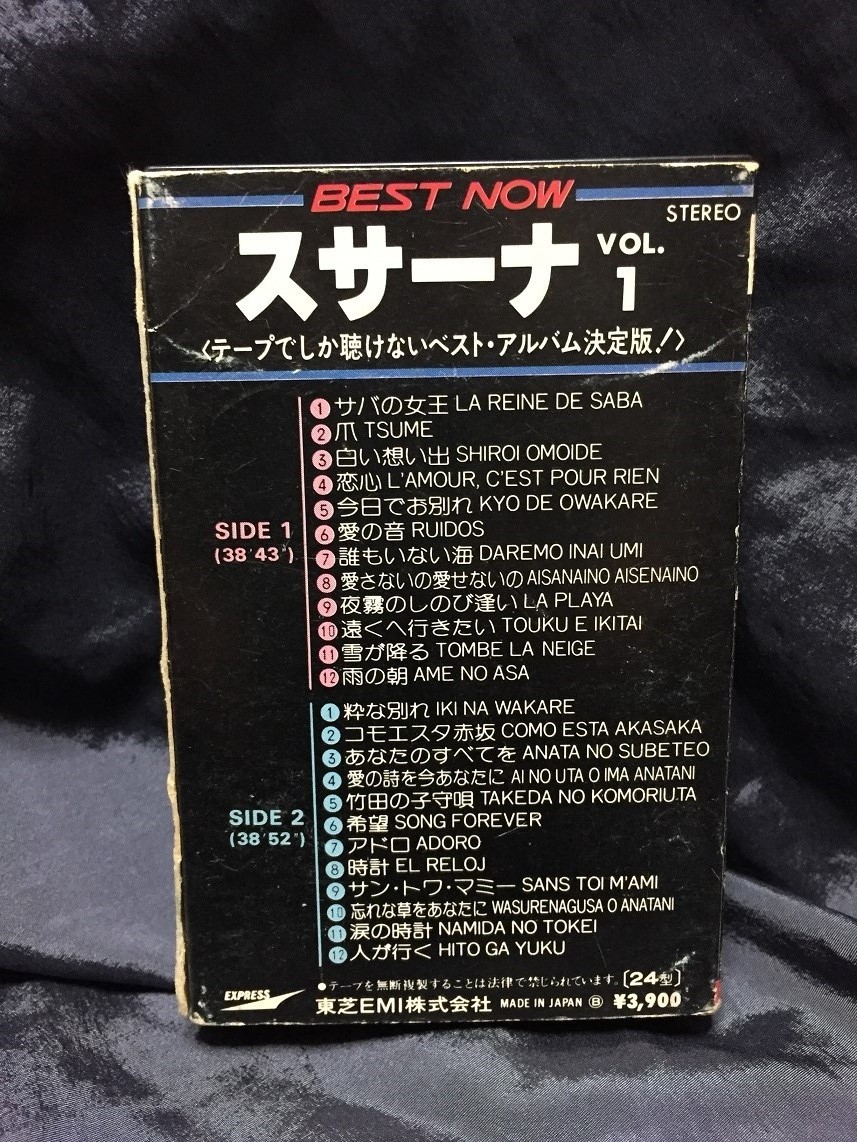 BEST NOW
STEREO
スサーナ VOL. 1
〈テープでしか聴けないベスト・アルバム決定版!〉
SIDE 1
(38'43")
1 サバの女王 LA REINE DE SABA
2 爪 TSUME
3 白い想い出 SHIROI OMOIDE
4 恋心 L'AMOUR, C'EST POUR RIEN
5 今日でお別れ KYO DE OWAKARE
6 愛の音 RUIDOS
7 誰もいない海 DAREMO INAI UMI
8 愛さないの愛せないの AISANAINO AISENAINO
9 夜霧のしのび逢い LA PLAYA
10 遠くへ行きたい TOUKU E IKITAI
11 雪が降る TOMBE LA NEIGE
12 雨の朝 AME NO ASA
SIDE 2
(38'52")
1 粋な別れ IKI NA WAKARE
2 コモエスタ赤坂 COMO ESTA AKASAKA
3 あなたのすべてを ANATA NO SUBETEO
4 愛の詩を今あなたに AI NO UTA O IMA ANATANI
5 竹田の子守唄 TAKEDA NO KOMORIUTA
6 希望 SONG FOREVER
7 アドロ ADORO
8 時計 EL RELOJ
9 サン・トワ・マミー SANS TOI M'AMI
10 忘れな草をあなたに WASURENAGUSA O ANATANI
11 涙の時計 NAMIDA NO TOKEI
12 人が行く HITO GA YUKU
●テープを無断複製することは法律で禁じられています。〔24型〕
EXPRESS 東芝EMI株式会社 MADE IN JAPAN Ⓑ ¥3,900